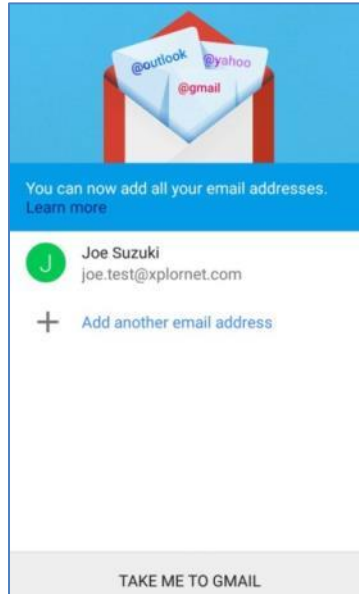 @outlook
@yahoo
@gmail
You can now add all your email addresses.
Learn more
J
Joe Suzuki
joe.test@xplornet.com
+ Add another email address
TAKE ME TO GMAIL